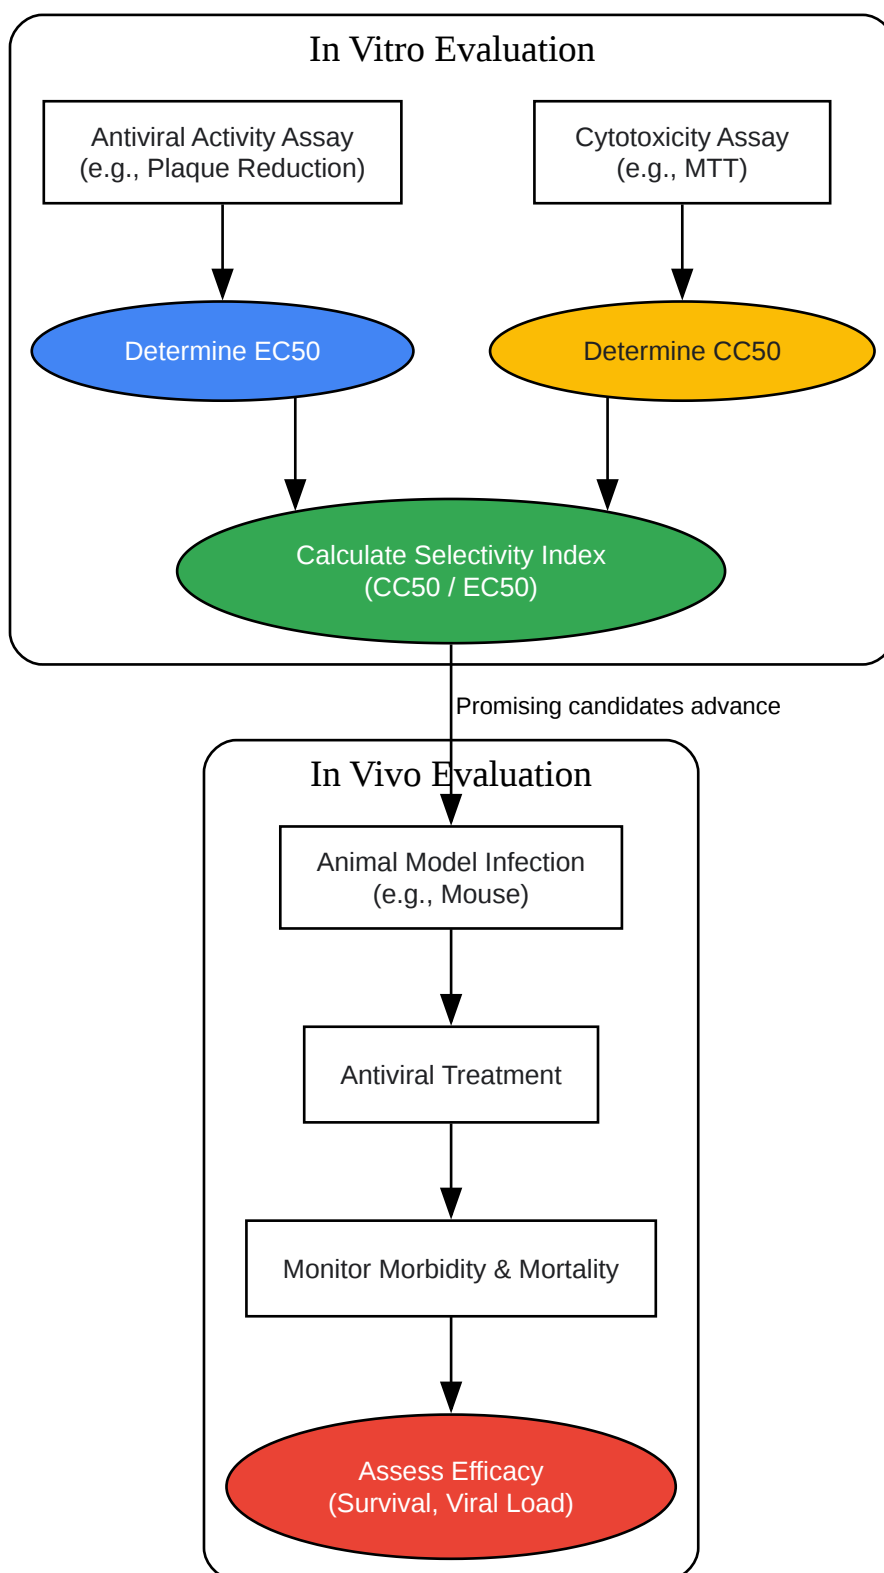 In Vitro Evaluation
Antiviral Activity Assay
(e.g., Plaque Reduction)
Cytotoxicity Assay
(e.g., MTT)
Determine EC50
Determine CC50
Calculate Selectivity Index
(CC50 / EC50)
Promising candidates advance
In Vivo Evaluation
Animal Model Infection
(e.g., Mouse)
Antiviral Treatment
Monitor Morbidity & Mortality
Assess Efficacy
(Survival, Viral Load)